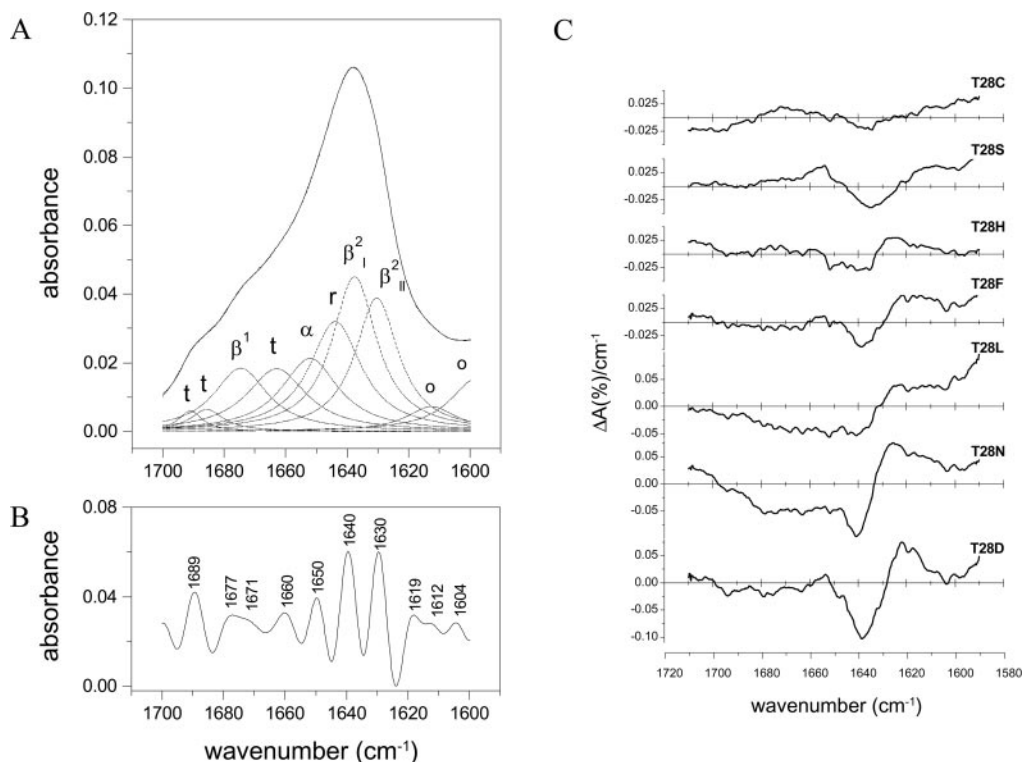 A
absorbance
0.12
0.10
0.08
0.06
0.04
0.02
0.00
t
t
β¹
t
α
r
β²I
β²II
o
o
1700 1680 1660 1640 1620 1600
B
absorbance
0.08
0.04
0.00
1689
1677
1671
1660
1650
1640
1630
1619
1612
1604
1700 1680 1660 1640 1620 1600
wavenumber (cm⁻¹)
C
ΔA(%)/cm⁻¹
T28C
0.025
-0.025
T28S
0.025
-0.025
T28H
0.025
-0.025
T28F
0.025
-0.025
T28L
0.00
-0.05
T28N
0.05
-0.05
T28D
0.05
0.00
-0.05
-0.10
1720 1700 1680 1660 1640 1620 1600 1580
wavenumber (cm⁻¹)